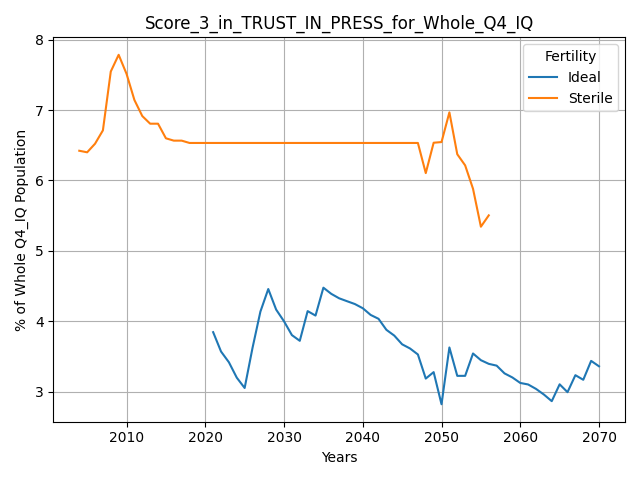 Score_3_in_TRUST_IN_PRESS_for_Whole_Q4_IQ
8
7
6
5
4
3
% of Whole Q4_IQ Population
Fertility
Ideal
Sterile
2010 2020 2030 2040 2050 2060 2070
Years